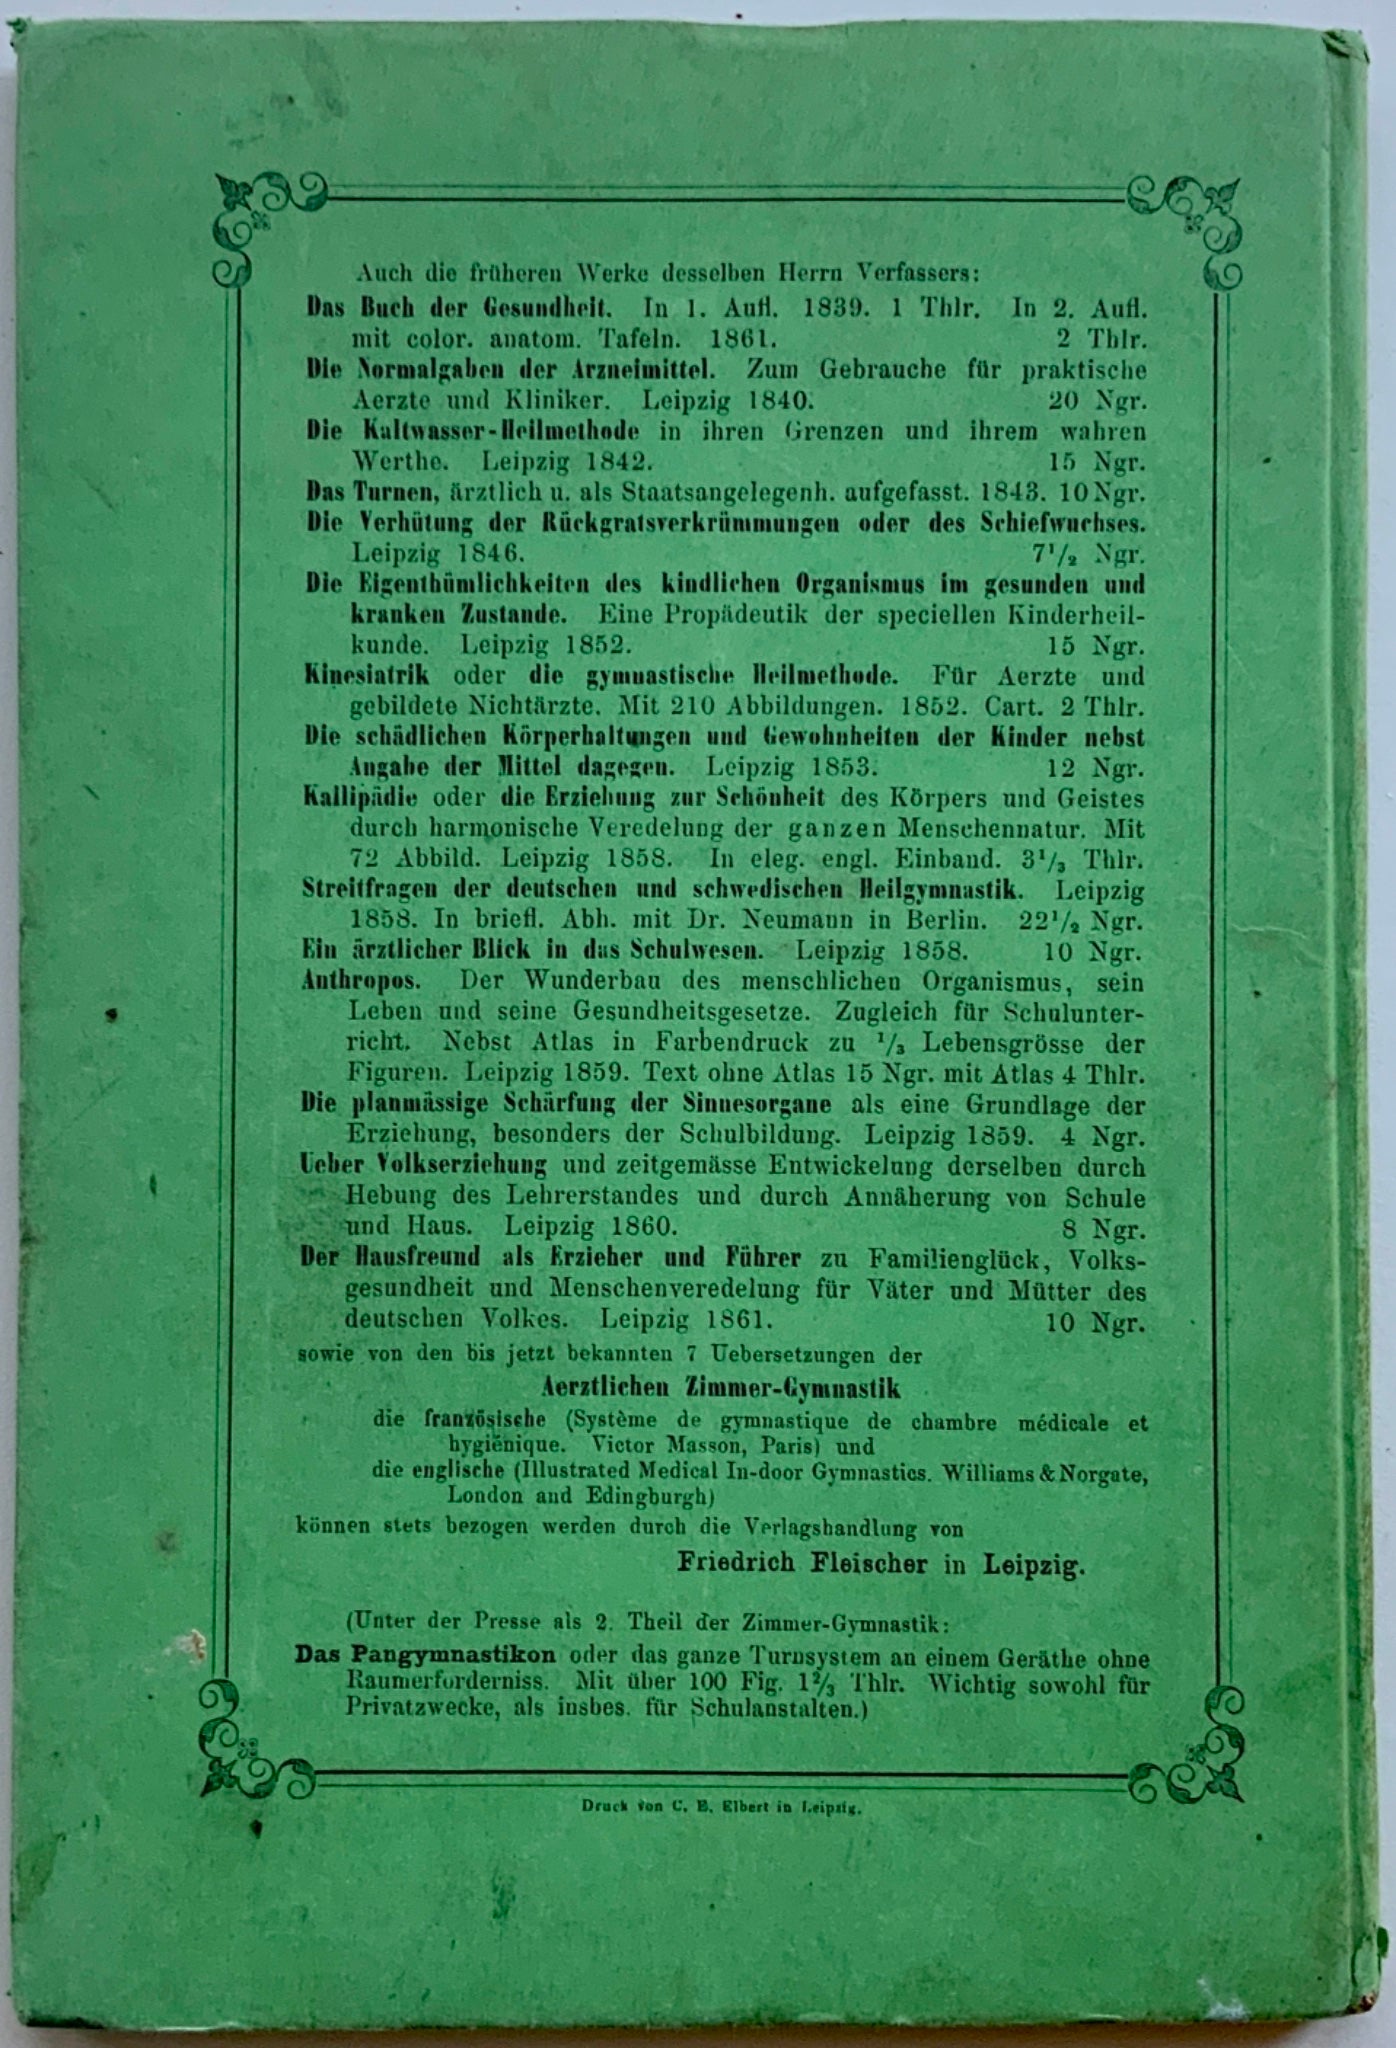 Auch die früheren Werke desselben Herrn Verfassers:
Das Buch der Gesundheit. In 1. Aufl. 1839. 1 Thlr. In 2. Aufl.
mit color. anatom. Tafeln. 1861. 2 Thlr.
Die Normalgaben der Arzneimittel. Zum Gebrauche für praktische
Aerzte und Kliniker. Leipzig 1840. 20 Ngr.
Die Kaltwasser-Heilmethode in ihren Grenzen und ihrem wahren
Werthe. Leipzig 1842. 15 Ngr.
Das Turnen, ärztlich u. als Staatsangelegenh. aufgefasst. 1843. 10 Ngr.
Die Verhütung der Rückgratsverkrümmungen oder des Schiefwuchses.
Leipzig 1846. 7½ Ngr.
Die Eigenthümlichkeiten des kindlichen Organismus im gesunden und
kranken Zustande. Eine Propädeutik der speciellen Kinderheil-
kunde. Leipzig 1852. 15 Ngr.
Kinesiatrik oder die gymnastische Heilmethode. Für Aerzte und
gebildete Nichtärzte. Mit 210 Abbildungen. 1852. Cart. 2 Thlr.
Die schädlichen Körperhaltungen und Gewohnheiten der Kinder nebst
Angabe der Mittel dagegen. Leipzig 1853. 12 Ngr.
Kallipädie oder die Erziehung zur Schönheit des Körpers und Geistes
durch harmonische Veredelung der ganzen Menschennatur. Mit
72 Abbild. Leipzig 1858. In eleg. engl. Einband. 3⅓ Thlr.
Streitfragen der deutschen und schwedischen Heilgymnastik. Leipzig
1858. In briefl. Abh. mit Dr. Neumann in Berlin. 22½ Ngr.
Ein ärztlicher Blick in das Schulwesen. Leipzig 1858. 10 Ngr.
Anthropos. Der Wunderbau des menschlichen Organismus, sein
Leben und seine Gesundheitsgesetze. Zugleich für Schulunter-
richt. Nebst Atlas in Farbendruck zu ⅓ Lebensgrösse der
Figuren. Leipzig 1859. Text ohne Atlas 15 Ngr. mit Atlas 4 Thlr.
Die planmässige Schärfung der Sinnesorgane als eine Grundlage der
Erziehung, besonders der Schulbildung. Leipzig 1859. 4 Ngr.
Ueber Volkserziehung und zeitgemässe Entwickelung derselben durch
Hebung des Lehrerstandes und durch Annäherung von Schule
und Haus. Leipzig 1860. 8 Ngr.
Der Hausfreund als Erzieher und Führer zu Familienglück, Volks-
gesundheit und Menschenveredelung für Väter und Mütter des
deutschen Volkes. Leipzig 1861. 10 Ngr.
sowie von den bis jetzt bekannten 7 Uebersetzungen der
Aerztlichen Zimmer-Gymnastik
die französische (Système de gymnastique de chambre médicale et
hygiënique. Victor Masson, Paris) und
die englische (Illustrated Medical In-door Gymnastics. Williams & Norgate,
London and Edingburgh)
können stets bezogen werden durch die Verlagshandlung von
Friedrich Fleischer in Leipzig.
(Unter der Presse als 2. Theil der Zimmer-Gymnastik:
Das Pangymnastikon oder das ganze Turnsystem an einem Geräthe ohne
Raumerforderniss. Mit über 100 Fig. 1⅔ Thlr. Wichtig sowohl für
Privatzwecke, als insbes. für Schulanstalten.)
Druck von C. B. Elbert in Leipzig.